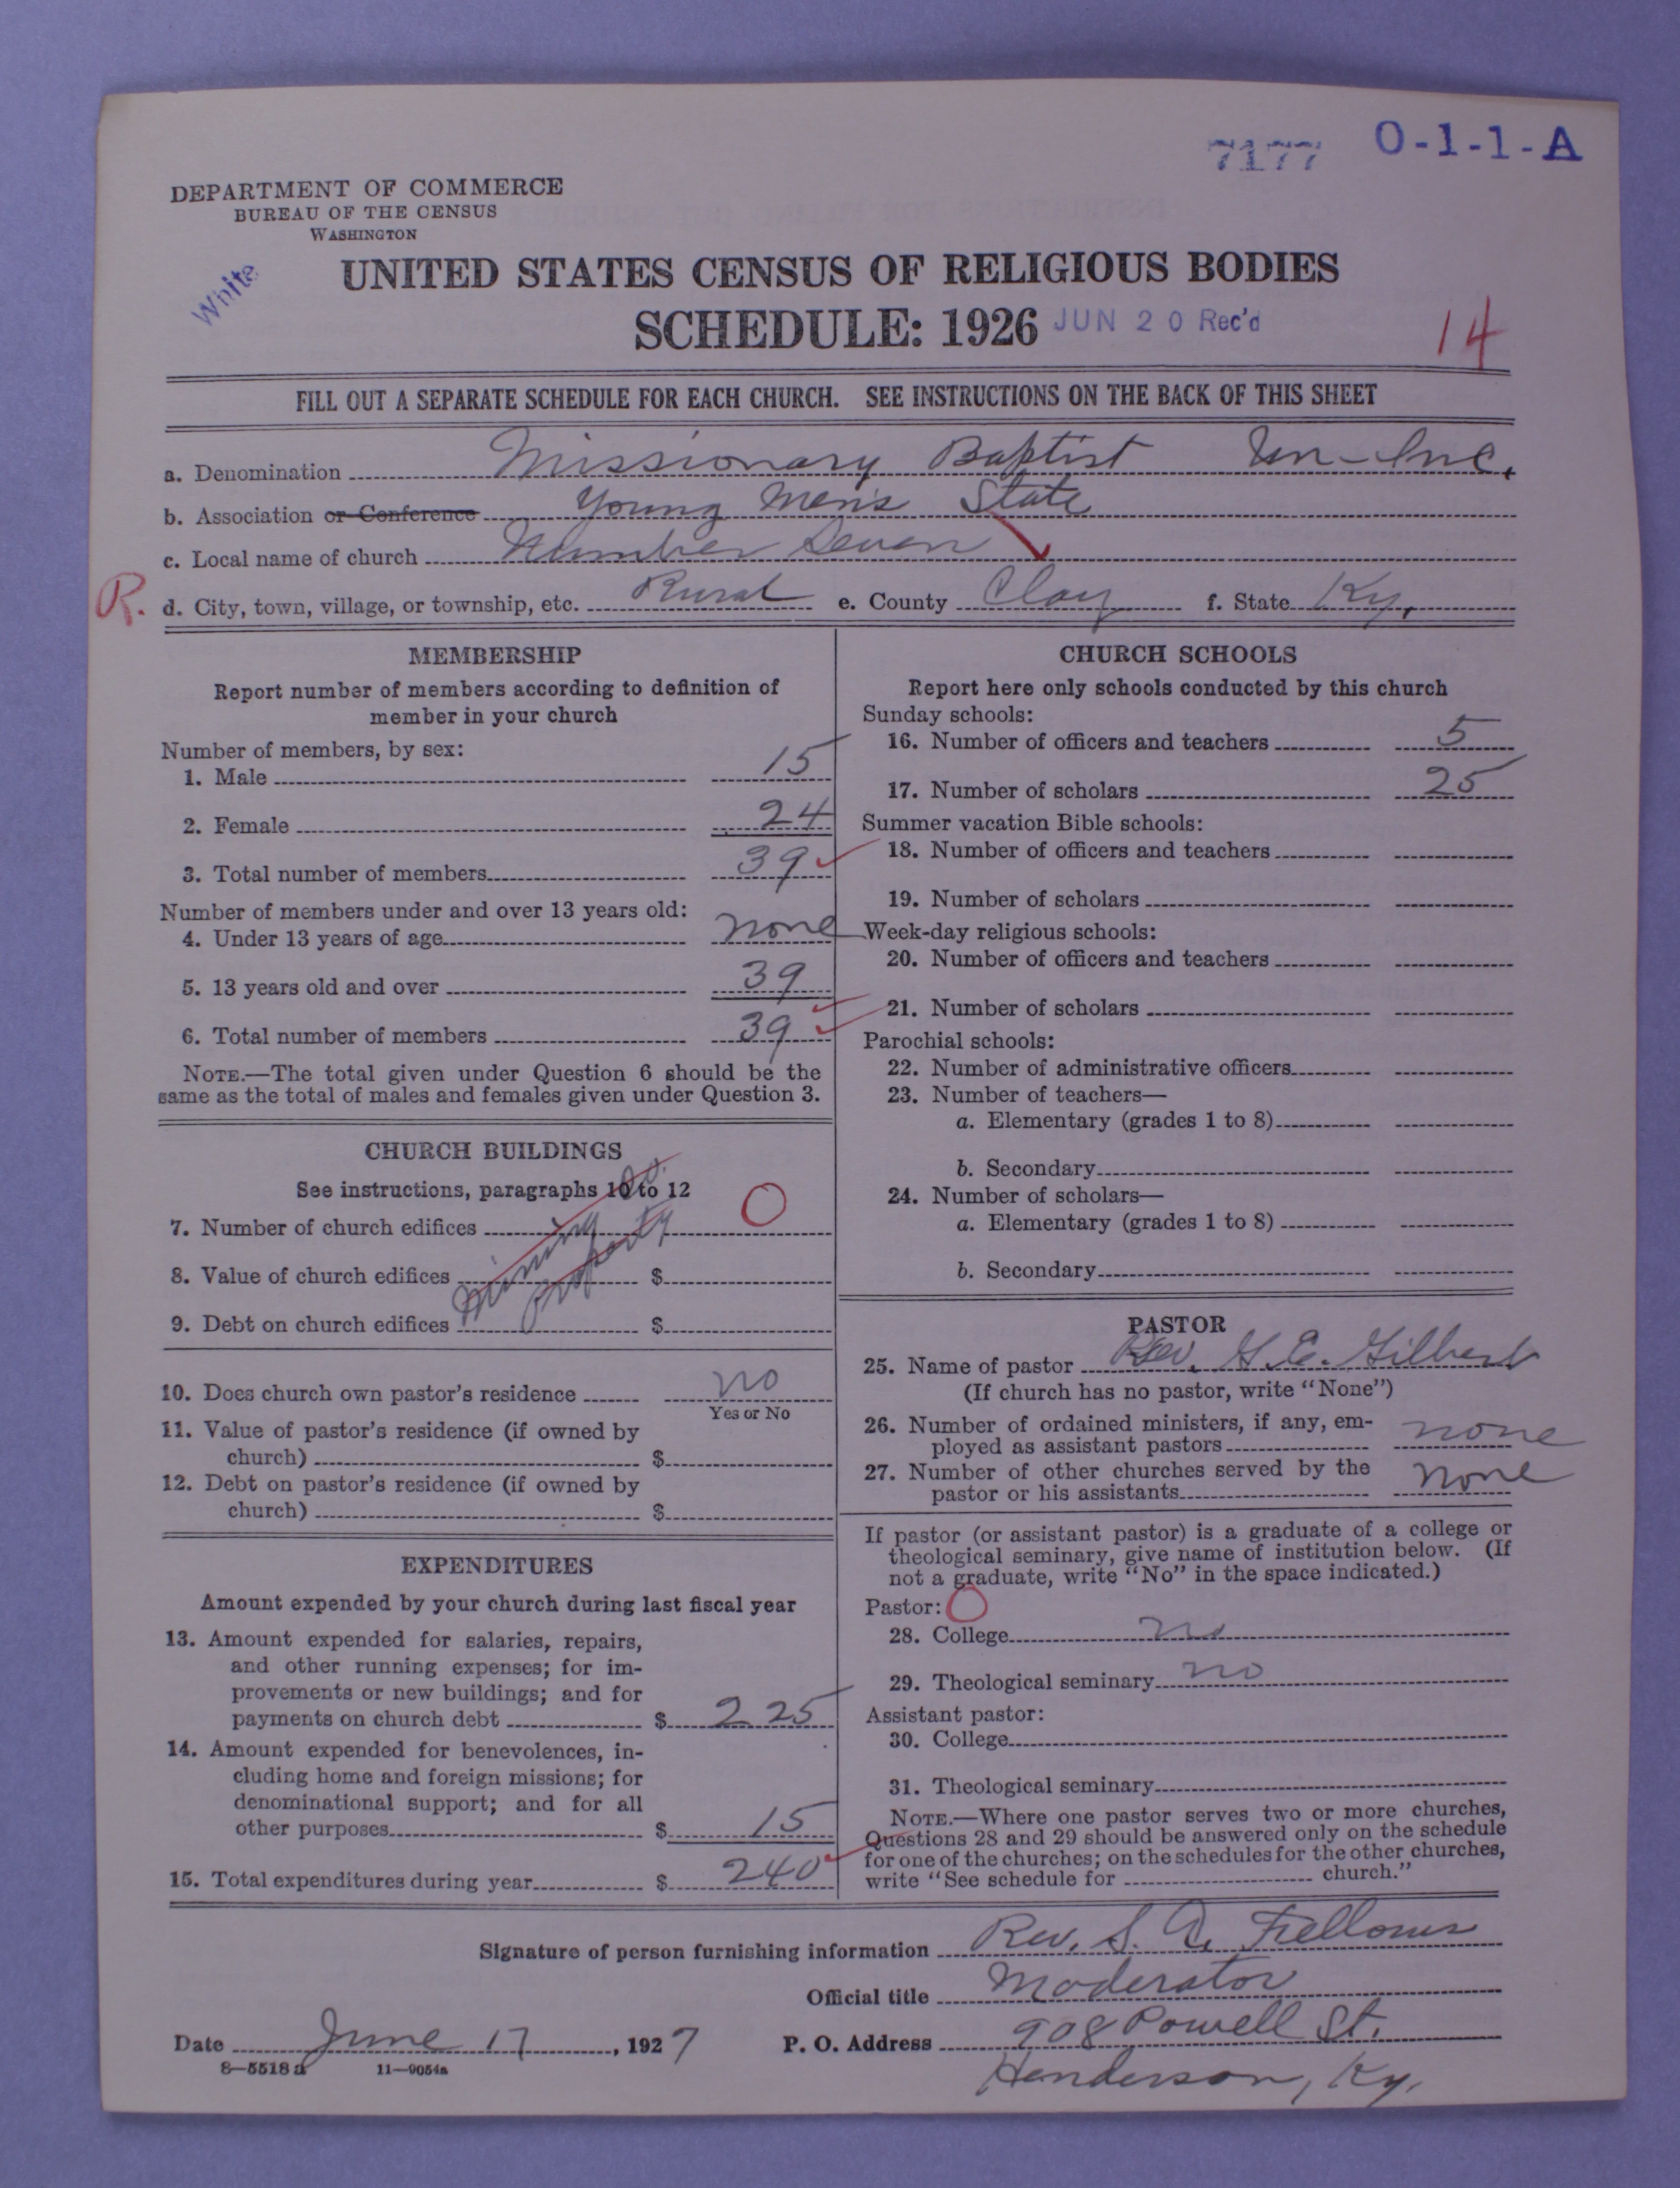 7177 O-1-1-A
DEPARTMENT OF COMMERCE
BUREAU OF THE CENSUS
WASHINGTON
White
UNITED STATES CENSUS OF RELIGIOUS BODIES
SCHEDULE: 1926 JUN 20 Rec'd
14
FILL OUT A SEPARATE SCHEDULE FOR EACH CHURCH. SEE INSTRUCTIONS ON THE BACK OF THIS SHEET
a. Denomination Missionary Baptist Un-Inc.
b. Association or Conference Young Men's State
c. Local name of church Number Seven
R. d. City, town, village, or township, etc. Rural e. County Clay f. State Ky.
MEMBERSHIP
Report number of members according to definition of
member in your church
Number of members, by sex:
1. Male 15
2. Female 24
3. Total number of members 39
Number of members under and over 13 years old:
4. Under 13 years of age none
5. 13 years old and over 39
6. Total number of members 39
NOTE.—The total given under Question 6 should be the
same as the total of males and females given under Question 3.
CHURCH BUILDINGS
See instructions, paragraphs 10 to 12
7. Number of church edifices O
8. Value of church edifices $
9. Debt on church edifices $
Mining Co.
property
10. Does church own pastor's residence no
Yes or No
11. Value of pastor's residence (if owned by
church) $
12. Debt on pastor's residence (if owned by
church) $
EXPENDITURES
Amount expended by your church during last fiscal year
13. Amount expended for salaries, repairs,
and other running expenses; for im-
provements or new buildings; and for
payments on church debt $ 225
14. Amount expended for benevolences, in-
cluding home and foreign missions; for
denominational support; and for all
other purposes $ 15
15. Total expenditures during year $ 240
CHURCH SCHOOLS
Report here only schools conducted by this church
Sunday schools:
16. Number of officers and teachers 5
17. Number of scholars 25
Summer vacation Bible schools:
18. Number of officers and teachers
19. Number of scholars
Week-day religious schools:
20. Number of officers and teachers
21. Number of scholars
Parochial schools:
22. Number of administrative officers
23. Number of teachers—
a. Elementary (grades 1 to 8)
b. Secondary
24. Number of scholars—
a. Elementary (grades 1 to 8)
b. Secondary
PASTOR
25. Name of pastor Rev. G.C. Gilbert
(If church has no pastor, write "None")
26. Number of ordained ministers, if any, em-
ployed as assistant pastors none
27. Number of other churches served by the
pastor or his assistants none
If pastor (or assistant pastor) is a graduate of a college or
theological seminary, give name of institution below. (If
not a graduate, write "No" in the space indicated.)
Pastor: O
28. College no
29. Theological seminary no
Assistant pastor:
30. College
31. Theological seminary
NOTE.—Where one pastor serves two or more churches,
Questions 28 and 29 should be answered only on the schedule
for one of the churches; on the schedules for the other churches,
write "See schedule for church."
Signature of person furnishing information Rev. S. A. Fellows
Official title Moderator
Date June 17, 1927 P. O. Address 908 Powell St.
8—5518 a 11—9054a Henderson, Ky.